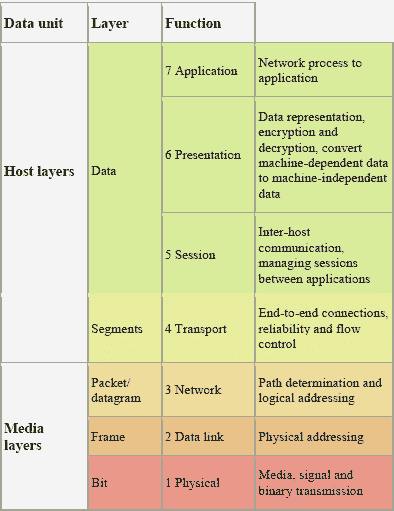 Data unit Layer Function
Host layers
Data
7 Application
Network process to
application
6 Presentation
Data representation,
encryption and
decryption, convert
machine-dependent data
to machine-independent
data
5 Session
Inter-host
communication,
managing sessions
between applications
Segments
4 Transport
End-to-end connections,
reliability and flow
control
Media
layers
Packet/
datagram
3 Network
Path determination and
logical addressing
Frame
2 Data link
Physical addressing
Bit
1 Physical
Media, signal and
binary transmission